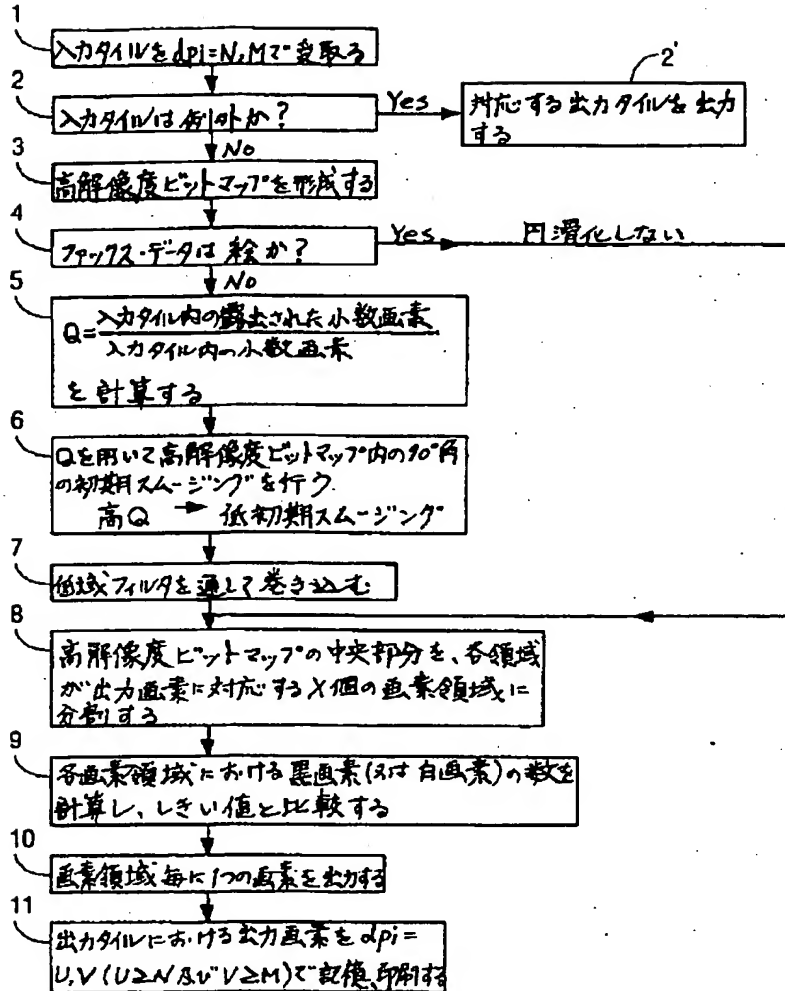 1
入力タイルをdpi=N,Mで受取る
2
入力タイルは例外か?
Yes
2'
対応する出力タイルを出力
する
No
3
高解像度ビットマップを形成する
4
ファックス・データは絵か?
Yes
円滑化しない
No
5
Q=入力タイル内の露出された小数画素
入力タイル内の小数画素
を計算する
6
Qを用いて高解像度ビットマップ内の90°角
の初期スムージングを行う
高Q → 低初期スムージング
7
低域フィルタを通して巻き込む
8
高解像度ビットマップの中央部分を、各領域
が出力画素に対応するX個の画素領域に
分割する
9
各画素領域における黒画素(又は白画素)の数を
計算し、しきい値と比較する
10
画素領域毎に1つの画素を出力する
11
出力タイルにおける出力画素をdpi=
U,V(U≥N及びV≥M)で記憶、印刷する